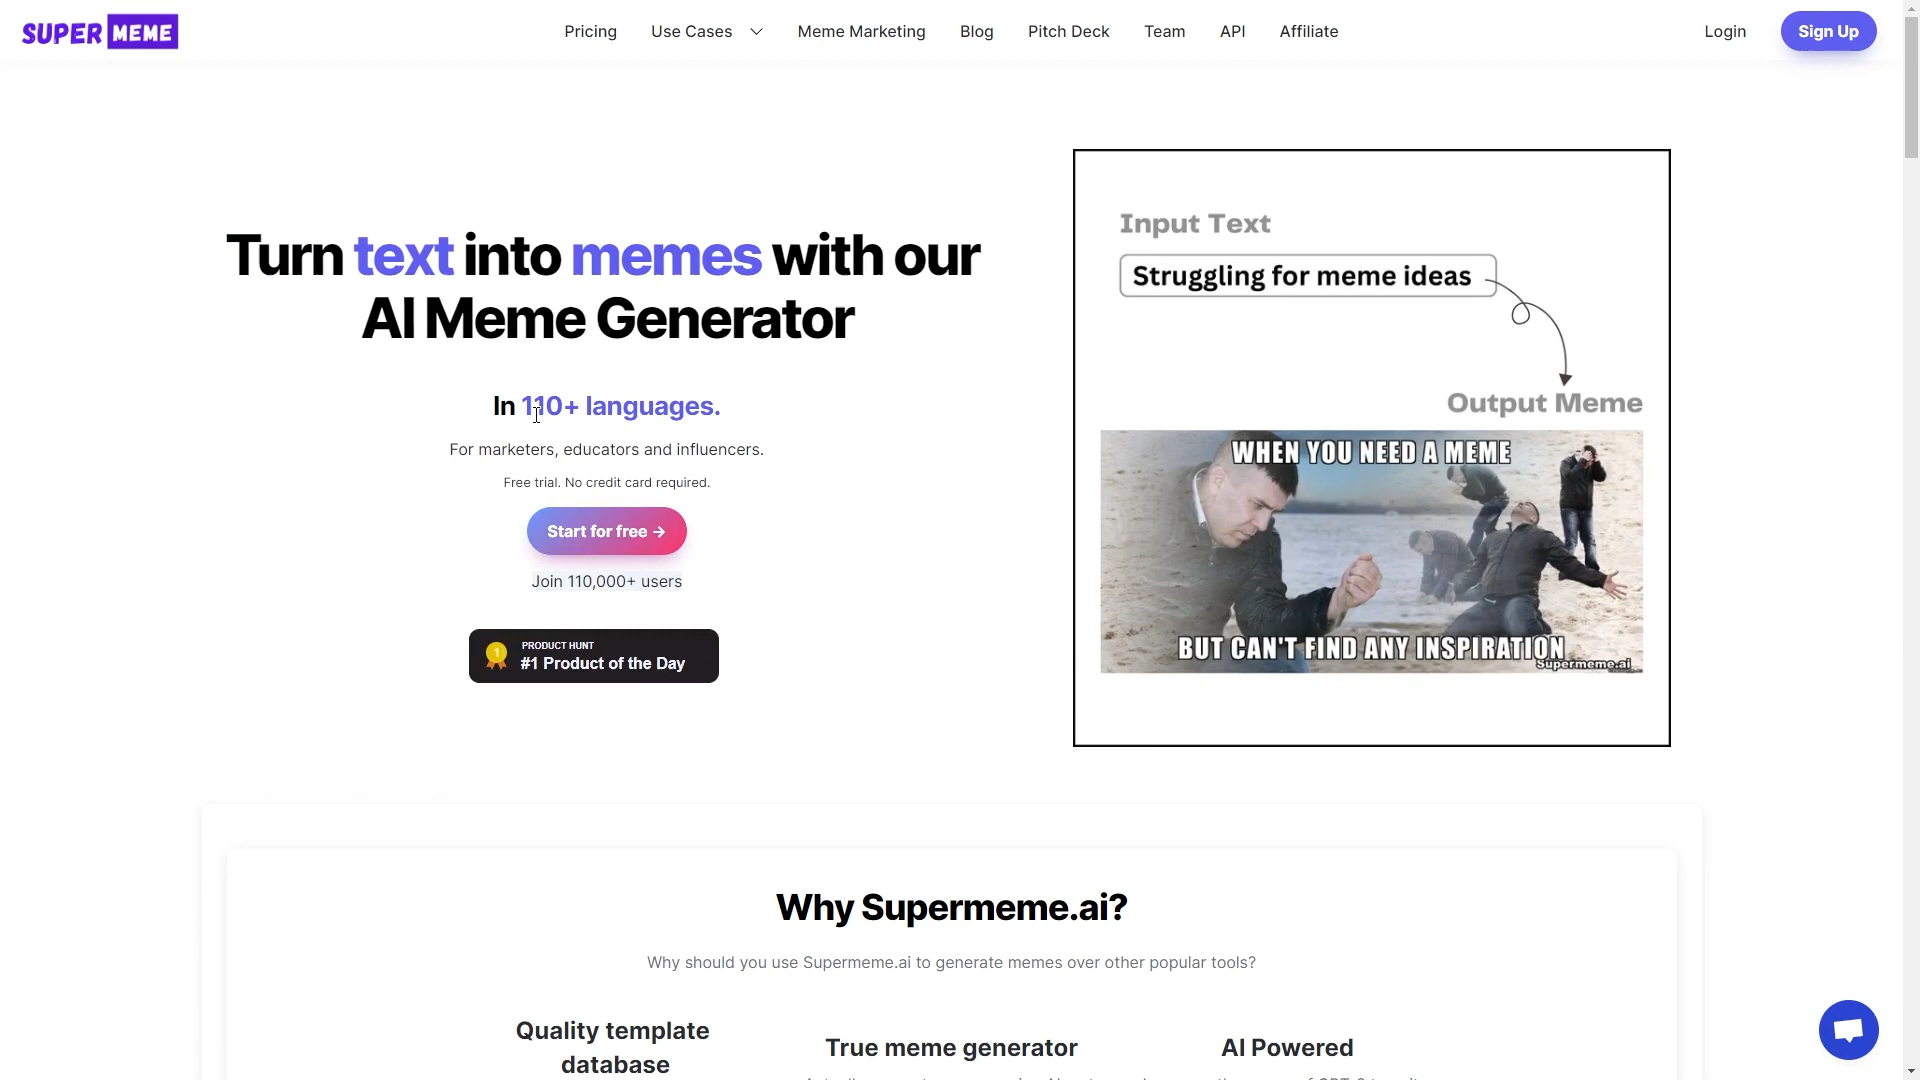 SUPER MEME
Pricing
Use Cases
Meme Marketing
Blog
Pitch Deck
Team
API
Affiliate
Login
Sign Up
Turn text into memes with our
AI Meme Generator
In 110+ languages.
For marketers, educators and influencers.
Free trial. No credit card required.
Start for free →
Join 110,000+ users
1
PRODUCT HUNT
#1 Product of the Day
Input Text
Struggling for meme ideas
Output Meme
WHEN YOU NEED A MEME
BUT CAN'T FIND ANY INSPIRATION
Supermeme.ai
Why Supermeme.ai?
Why should you use Supermeme.ai to generate memes over other popular tools?
Quality template
database
True meme generator
AI Powered